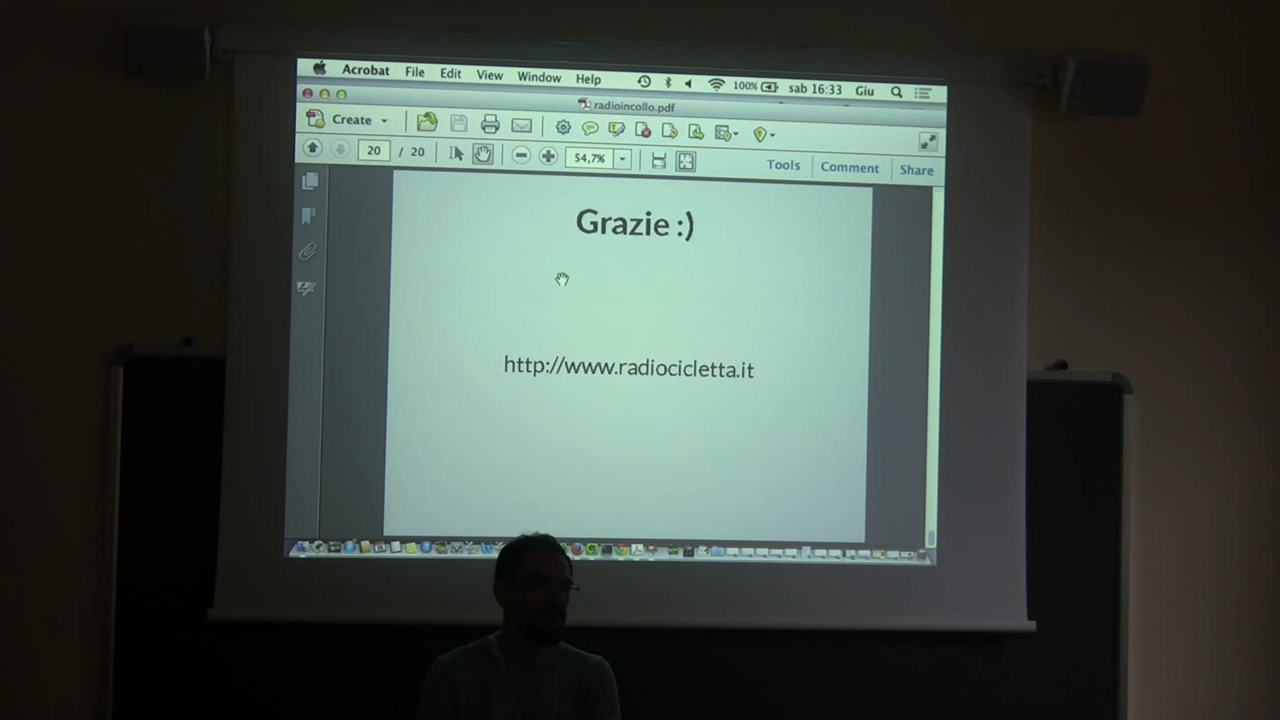 Acrobat File Edit View Window Help 100% sab 16:33 Giu
radioincollo.pdf
Create
20 / 20 54,7% Tools Comment Share
Grazie :)
http://www.radiocicletta.it